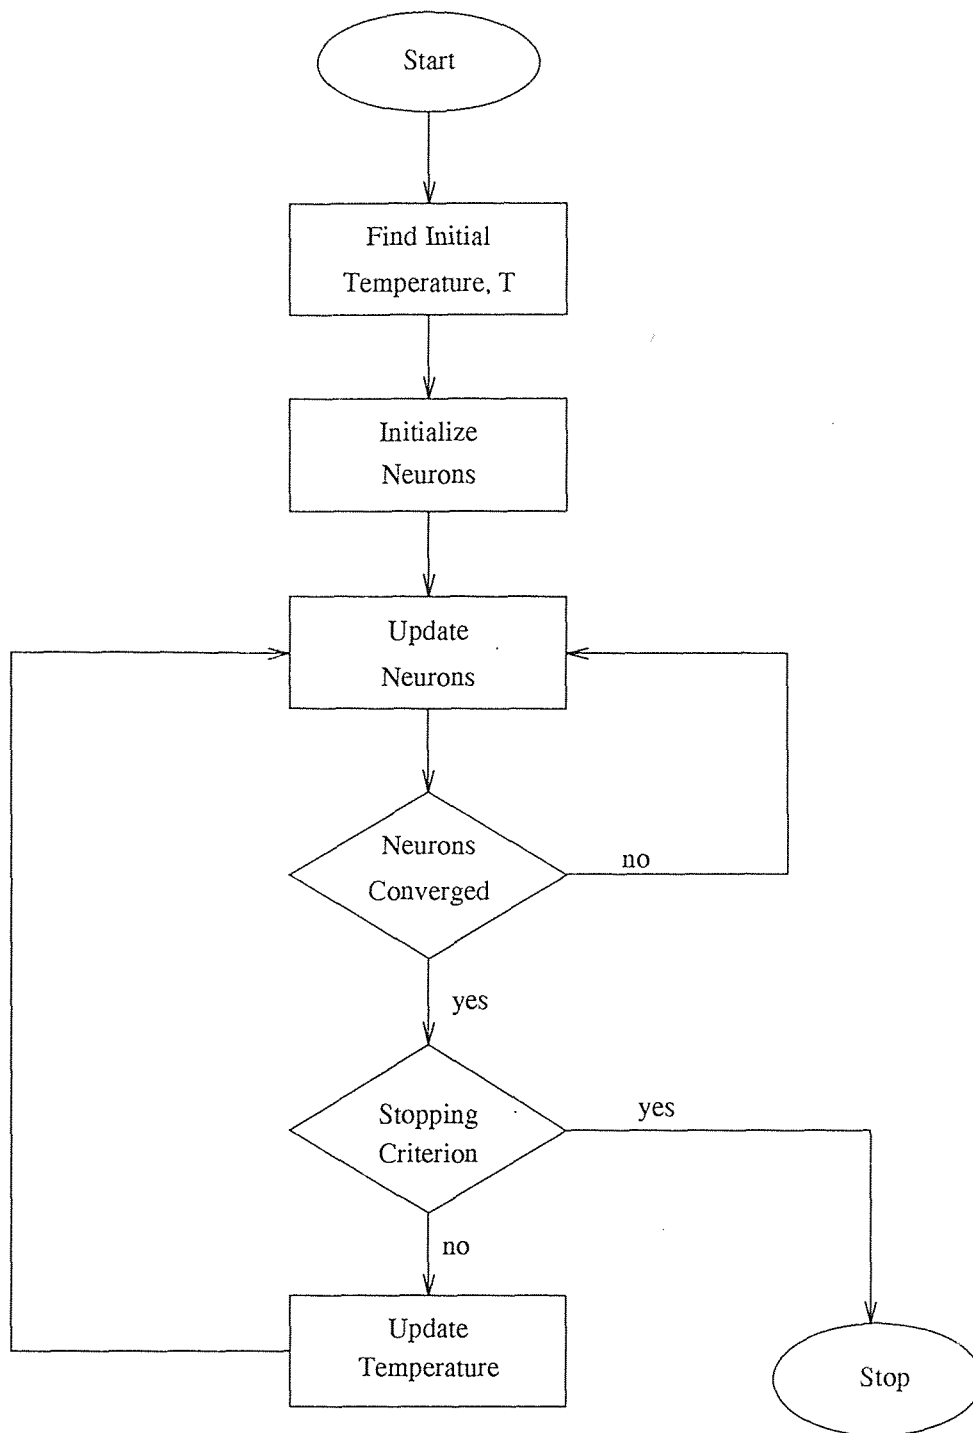 Start
Find Initial
Temperature, T
Initialize
Neurons
Update
Neurons
Neurons
Converged
no
yes
Stopping
Criterion
yes
no
Update
Temperature
Stop